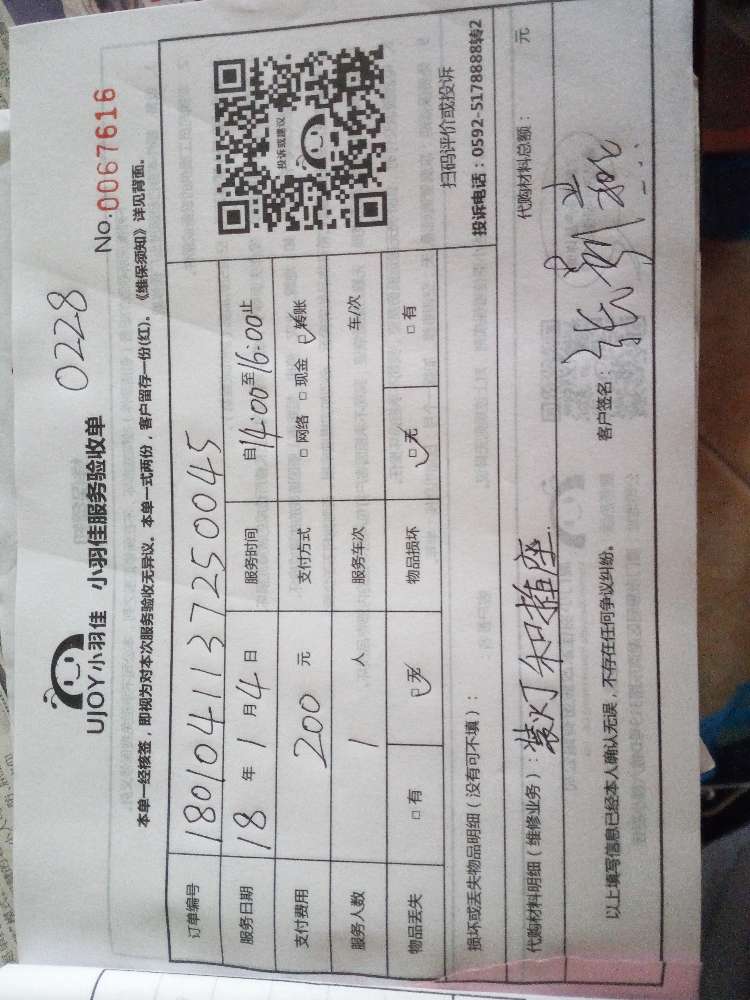 0228
UJOY小羽佳 小羽佳服务验收单 No.0067616
本单一经核签，即视为对本次服务验收无异议。本单一式两份，客户留存一份(红)。《维保须知》详见背面。
订单编号 1801041137250045
服务日期 18 年 1 月 4 日 服务时间 自14:00至16:00止
支付费用 200 元 支付方式 □ 网络 □ 现金 ☑ 转账
服务人数 1 人 服务车次 车/次
物品丢失 □ 有 ☑ 无 物品损坏 ☑ 无 □ 有
投诉或建议
扫码评价或投诉
投诉电话：0592-5178888转2
损坏或丢失物品明细（没有可不填）：
代购材料明细（维修业务）：装灯和插座. 代购材料总额： 元
以上填写信息已经本人确认无误，不存在任何争议纠纷。 客户签名：张